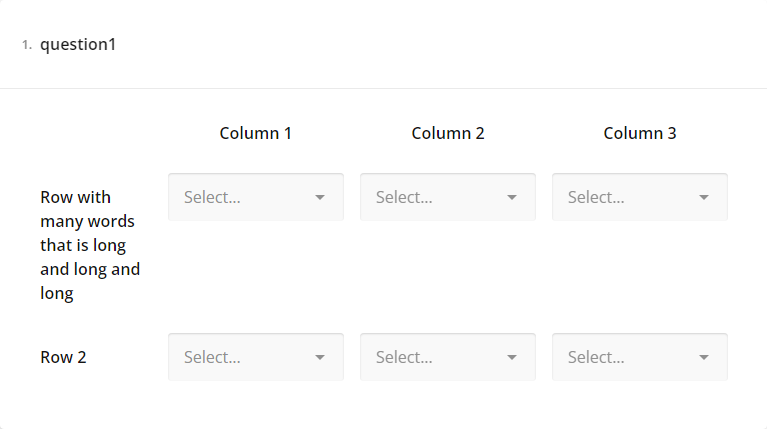 1. question1
Column 1 Column 2 Column 3
Row with Select... Select... Select...
many words
that is long
and long and
long
Row 2 Select... Select... Select...